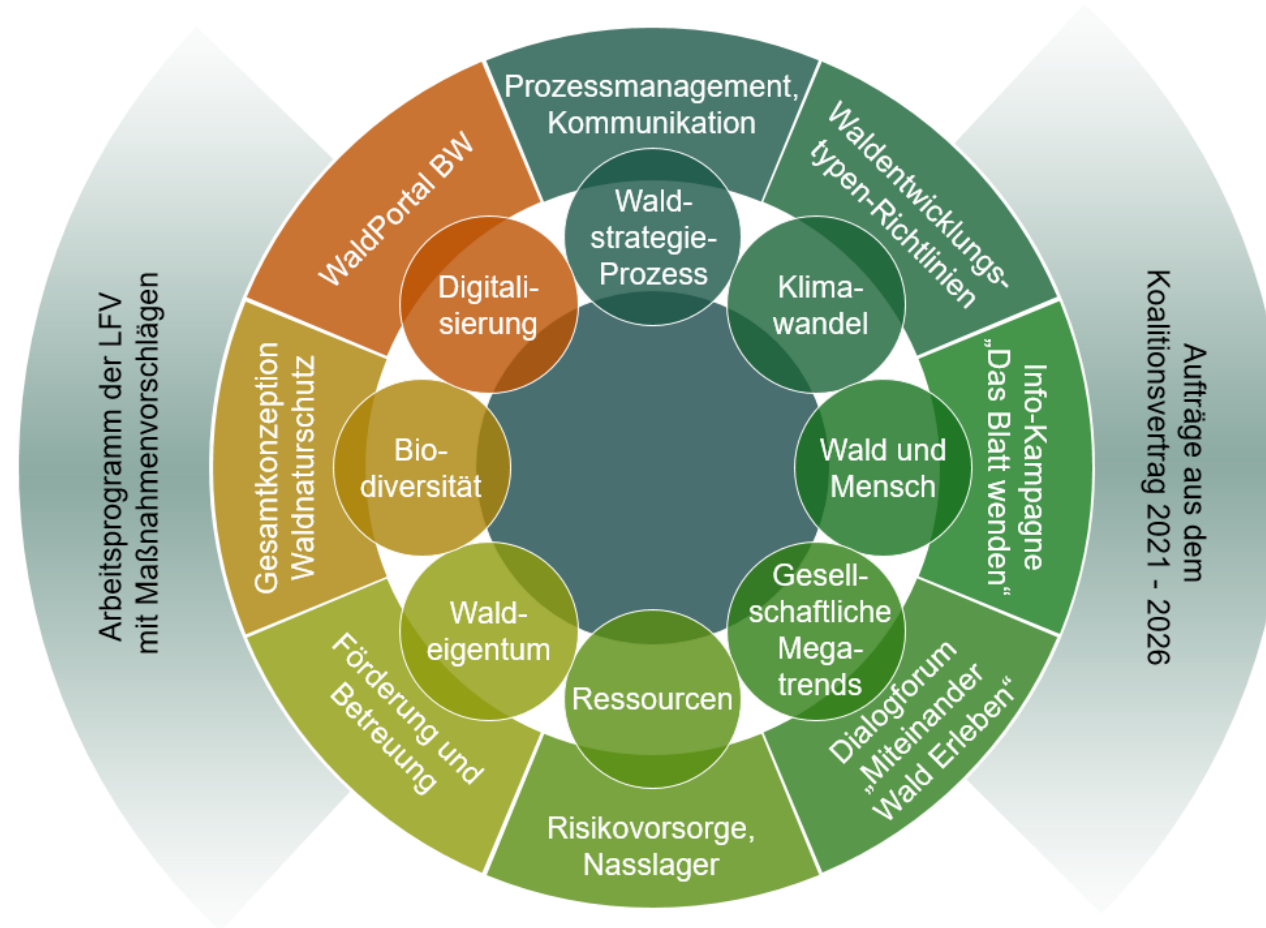 Prozessmanagement,
Kommunikation
Waldentwicklungs-
typen-Richtlinien
Info-Kampagne
„Das Blatt wenden“
Dialogforum
„Miteinander
Wald Erleben“
Risikovorsorge,
Nasslager
Förderung und
Betreuung
Gesamtkonzeption
Waldnaturschutz
WaldPortal BW
Wald-
strategie-
Prozess
Klima-
wandel
Wald und
Mensch
Gesell-
schaftliche
Mega-
trends
Ressourcen
Wald-
eigentum
Bio-
diversität
Digitali-
sierung
Arbeitsprogramm der LFV
mit Maßnahmenvorschlägen
Aufträge aus dem
Koalitionsvertrag 2021 - 2026